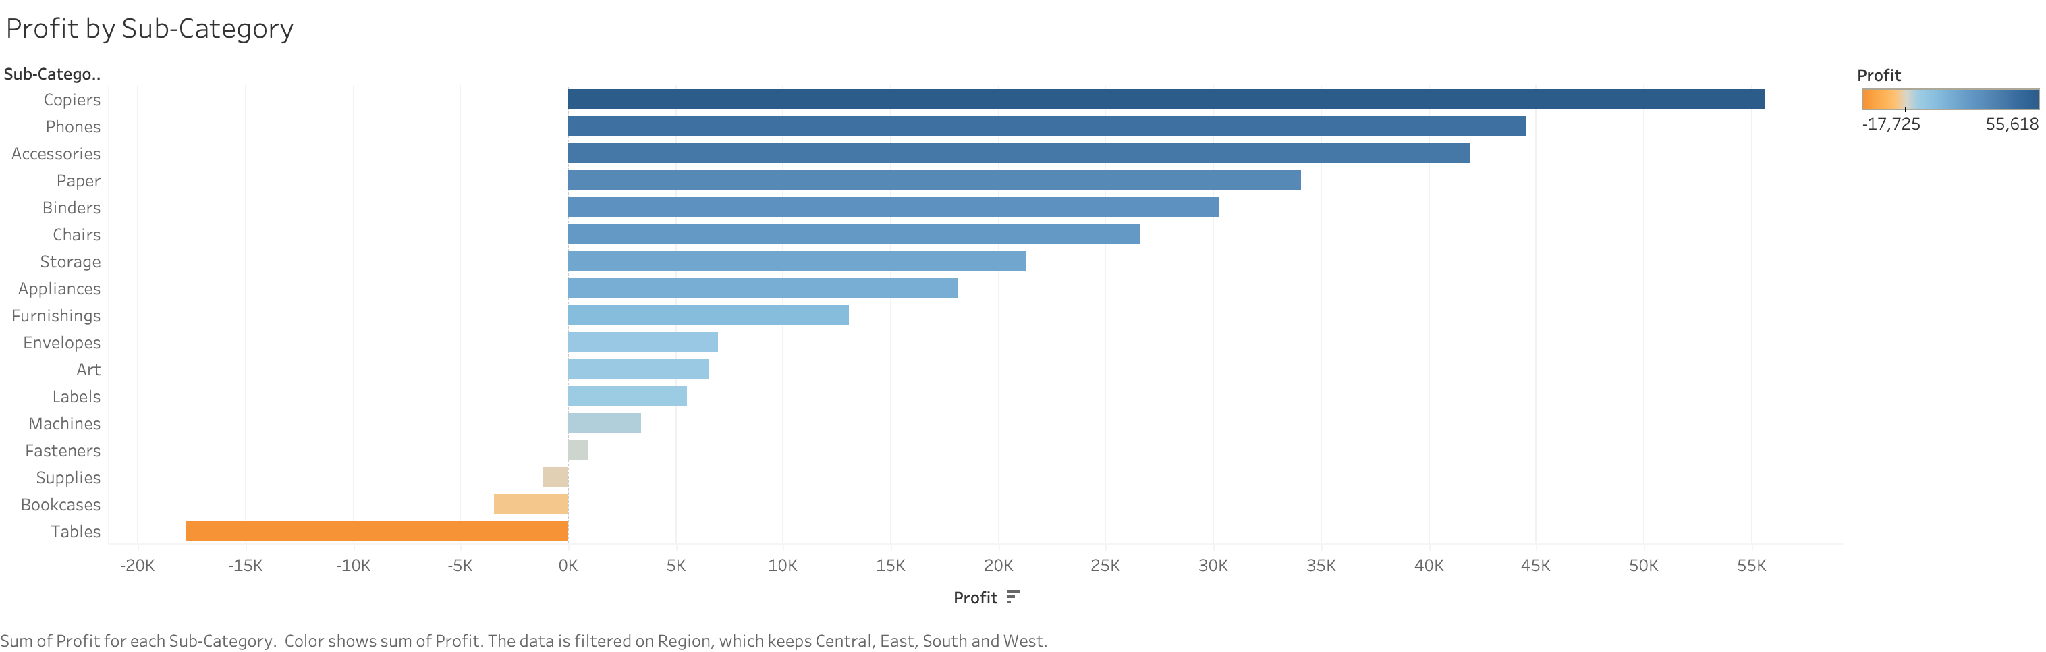 Profit by Sub-Category
Sub-Catego..
Profit
Copiers
-17,725 55,618
Phones
Accessories
Paper
Binders
Chairs
Storage
Appliances
Furnishings
Envelopes
Art
Labels
Machines
Fasteners
Supplies
Bookcases
Tables
-20K -15K -10K -5K 0K 5K 10K 15K 20K 25K 30K 35K 40K 45K 50K 55K
Profit
Sum of Profit for each Sub-Category.  Color shows sum of Profit. The data is filtered on Region, which keeps Central, East, South and West.